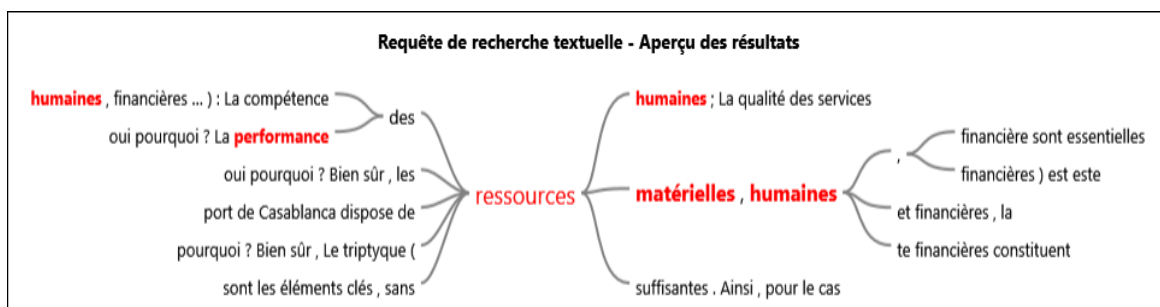 Requête de recherche textuelle - Aperçu des résultats
humaines , financières ... ) : La compétence
oui pourquoi ? La performance
des
oui pourquoi ? Bien sûr , les
port de Casablanca dispose de
pourquoi ? Bien sûr , Le triptyque (
sont les éléments clés , sans
ressources
humaines ; La qualité des services
matérielles , humaines
,
financière sont essentielles
financières ) est este
et financières , la
te financières constituent
suffisantes . Ainsi , pour le cas